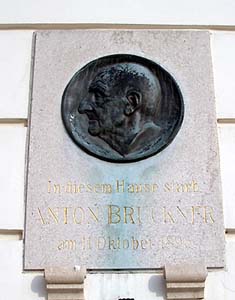 In diesem Hause starb
ANTON BRUCKNER
am 11. Oktober 1896